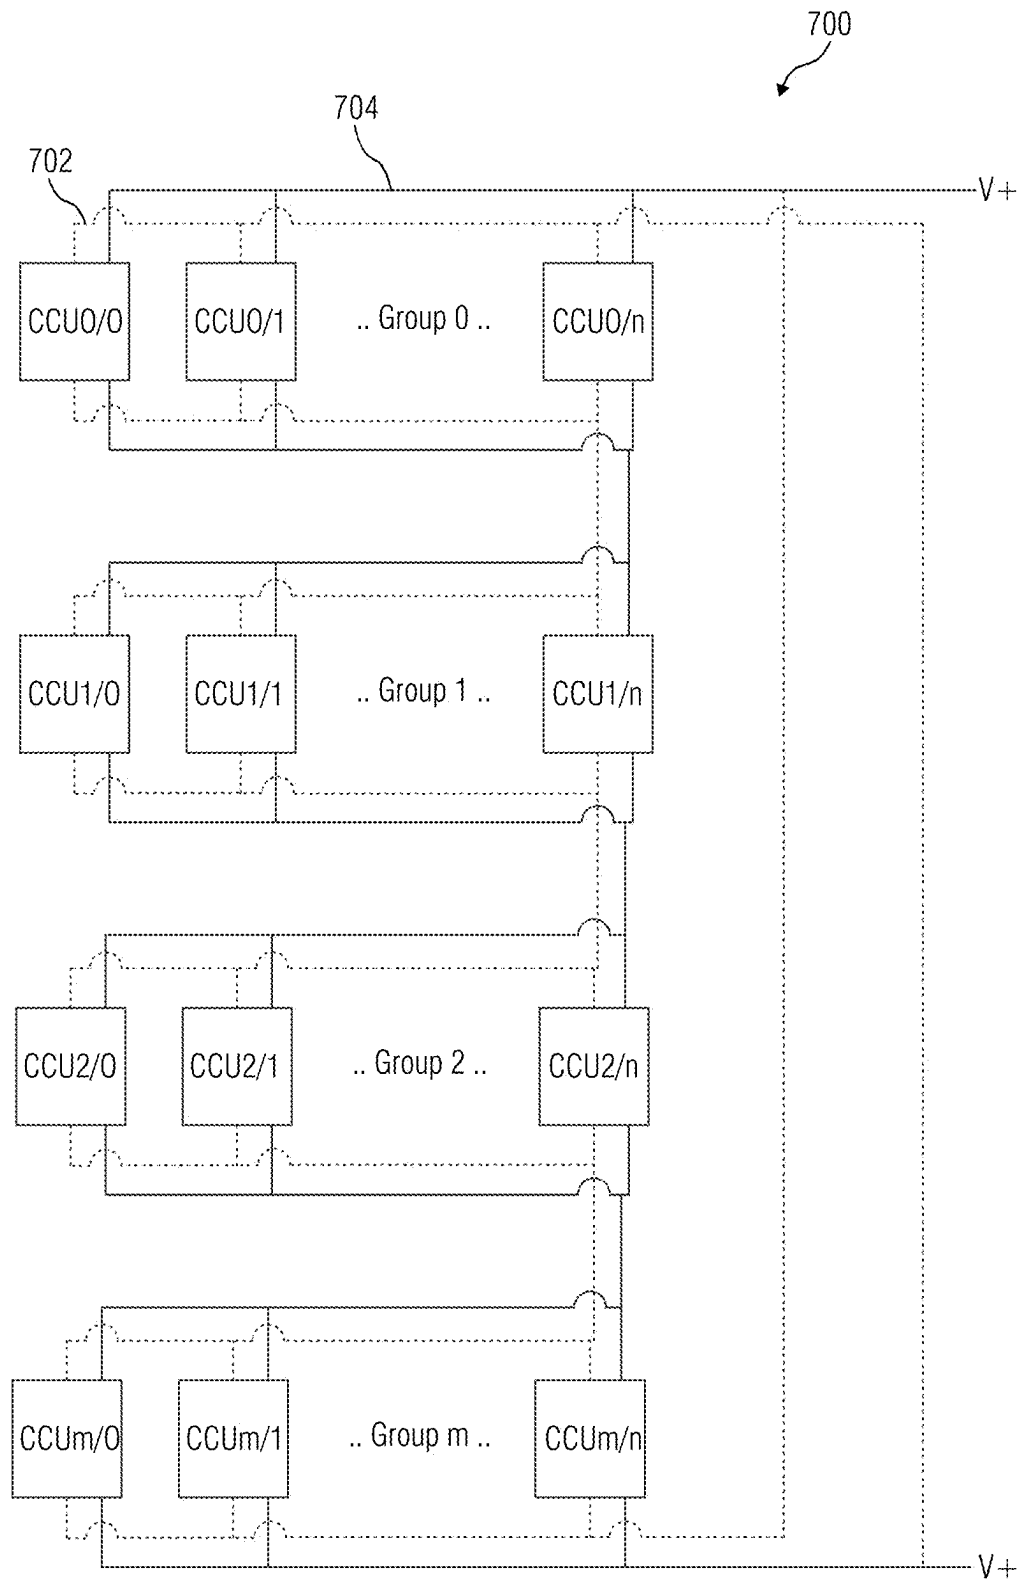 700
704
702
V+
CCU0/0 CCU0/1 .. Group 0 .. CCU0/n
CCU1/0 CCU1/1 .. Group 1 .. CCU1/n
CCU2/0 CCU2/1 .. Group 2 .. CCU2/n
CCUm/0 CCUm/1 .. Group m .. CCUm/n
V+